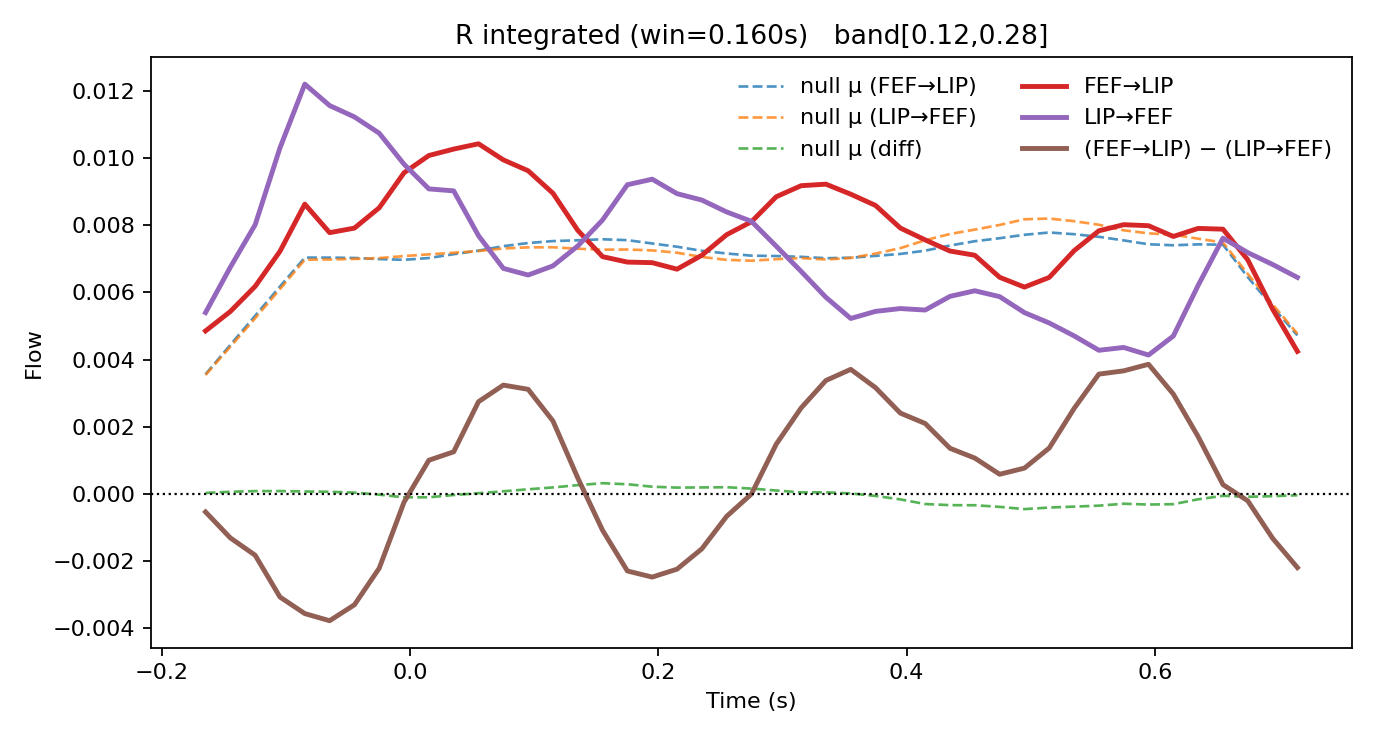 R integrated (win=0.160s)   band[0.12,0.28]
null μ (FEF→LIP)
null μ (LIP→FEF)
null μ (diff)
FEF→LIP
LIP→FEF
(FEF→LIP) − (LIP→FEF)
Flow
0.012
0.010
0.008
0.006
0.004
0.002
0.000
−0.002
−0.004
−0.2
0.0
0.2
0.4
0.6
Time (s)